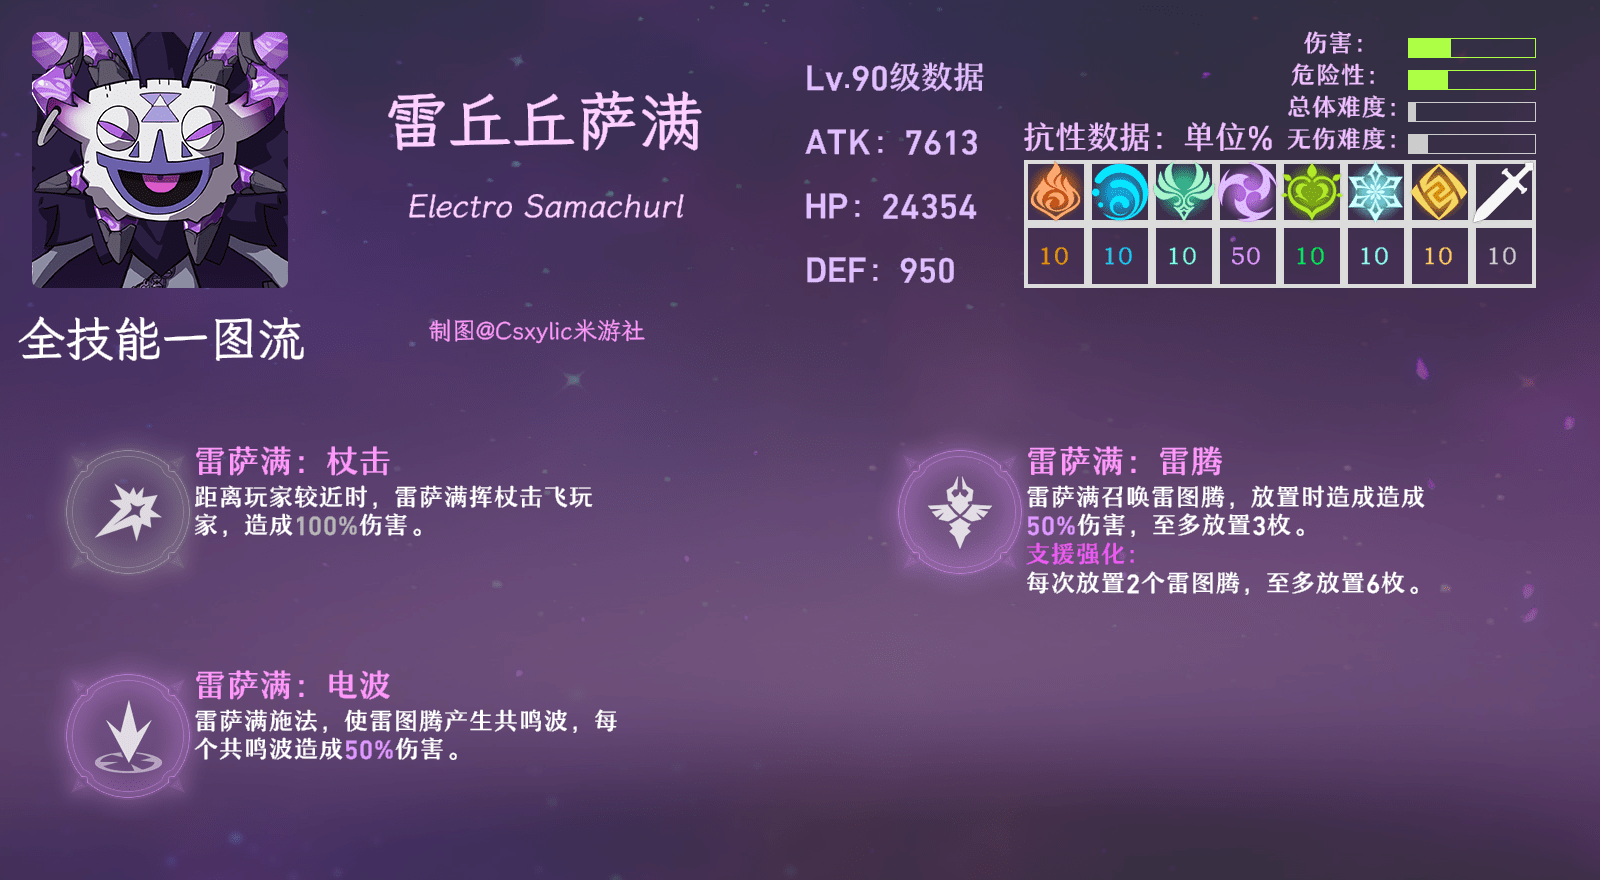 雷丘丘萨满
Electro Samachurl
全技能一图流
制图@Csxylic米游社
Lv.90级数据
ATK：7613
HP：24354
DEF：950
伤害：
危险性：
总体难度：
无伤难度：
抗性数据：单位%
10 10 10 50 10 10 10 10
雷萨满：杖击
距离玩家较近时，雷萨满挥杖击飞玩
家，造成100%伤害。
雷萨满：雷腾
雷萨满召唤雷图腾，放置时造成造成
50%伤害，至多放置3枚。
支援强化：
每次放置2个雷图腾，至多放置6枚。
雷萨满：电波
雷萨满施法，使雷图腾产生共鸣波，每
个共鸣波造成50%伤害。